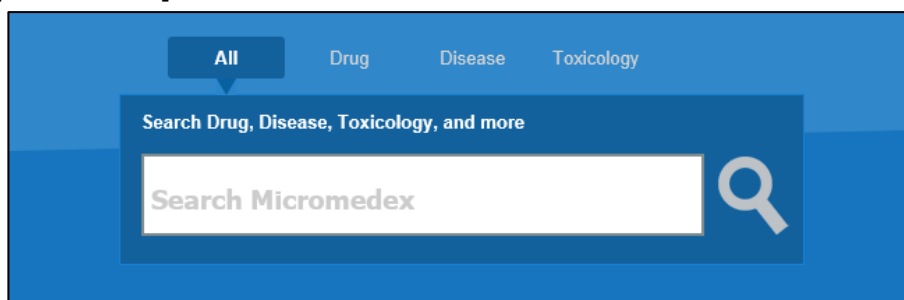 All Drug Disease Toxicology
Search Drug, Disease, Toxicology, and more
Search Micromedex